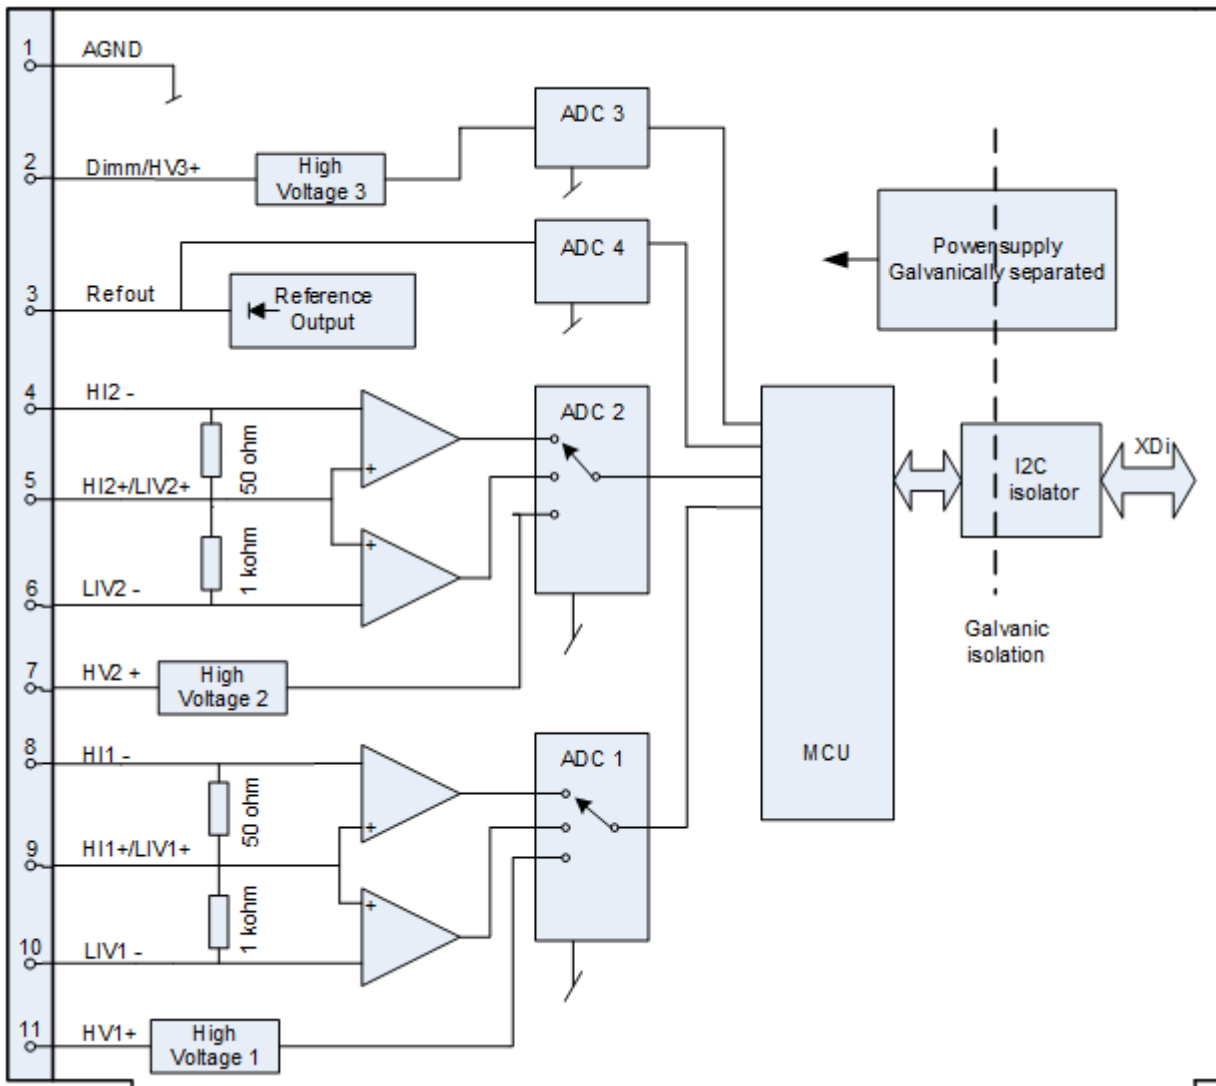 1
AGND
ADC 3
2
Dimm/HV3+
High
Voltage 3
ADC 4
Powersupply
Galvanically separated
3
Refout
Reference
Output
4
HI2 -
ADC 2
50 ohm
XDi
5
HI2+/LIV2+
+
I2C
isolator
+
1 kohm
6
LIV2 -
Galvanic
isolation
7
HV2 +
High
Voltage 2
8
HI1 -
ADC 1
MCU
50 ohm
+
9
HI1+/LIV1+
+
1 kohm
10
LIV1 -
11
HV1+
High
Voltage 1